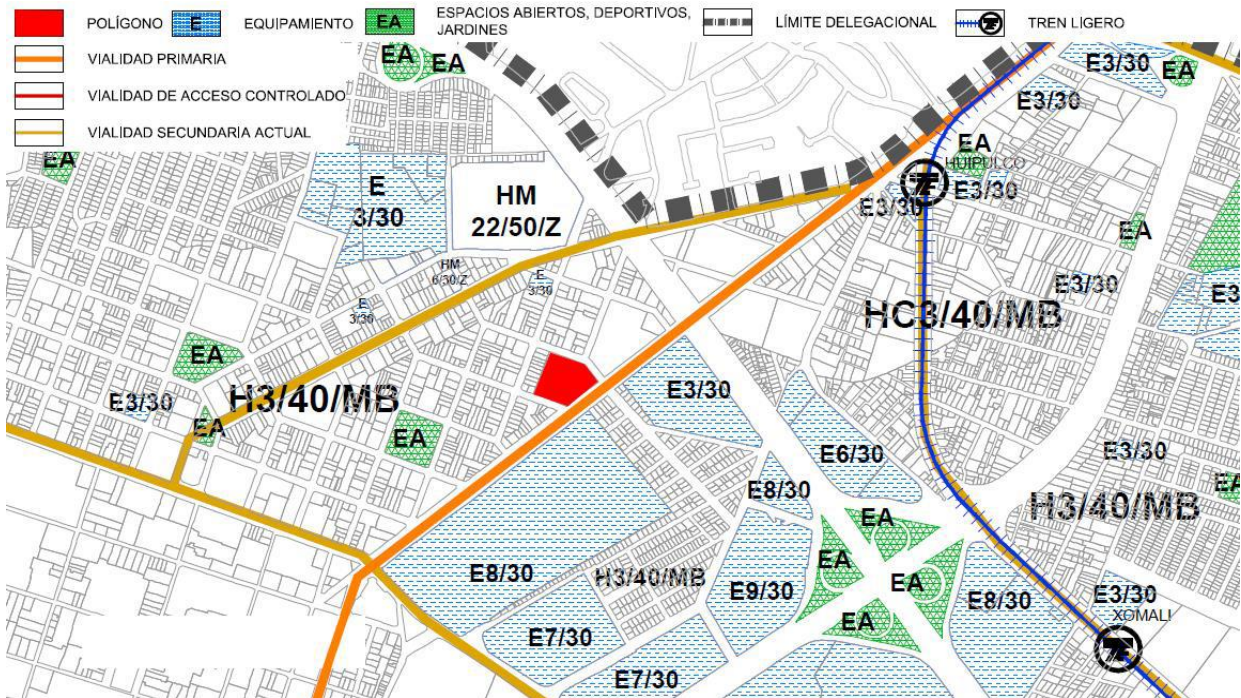 POLÍGONO
E
EQUIPAMIENTO
EA
ESPACIOS ABIERTOS, DEPORTIVOS,
JARDINES
LÍMITE DELEGACIONAL
TREN LIGERO
VIALIDAD PRIMARIA
VIALIDAD DE ACCESO CONTROLADO
VIALIDAD SECUNDARIA ACTUAL
EA
EA
E3/30
EA
E3/30
EA
EA
HUIPULCO
E
3/30
HM
22/50/Z
E3/30
E3/30
EA
HM
6/30/Z
E
3/30
E
3/30
E3/30
E3
HC3/40/MB
EA
E3/30
E3/30
H3/40/MB
EA
EA
E6/30
E3/30
E8/30
EA
H3/40/MB
EA
EA
E8/30
H3/40/MB
E9/30
EA
E8/30
E3/30
XOMALI
EA
E7/30
E7/30